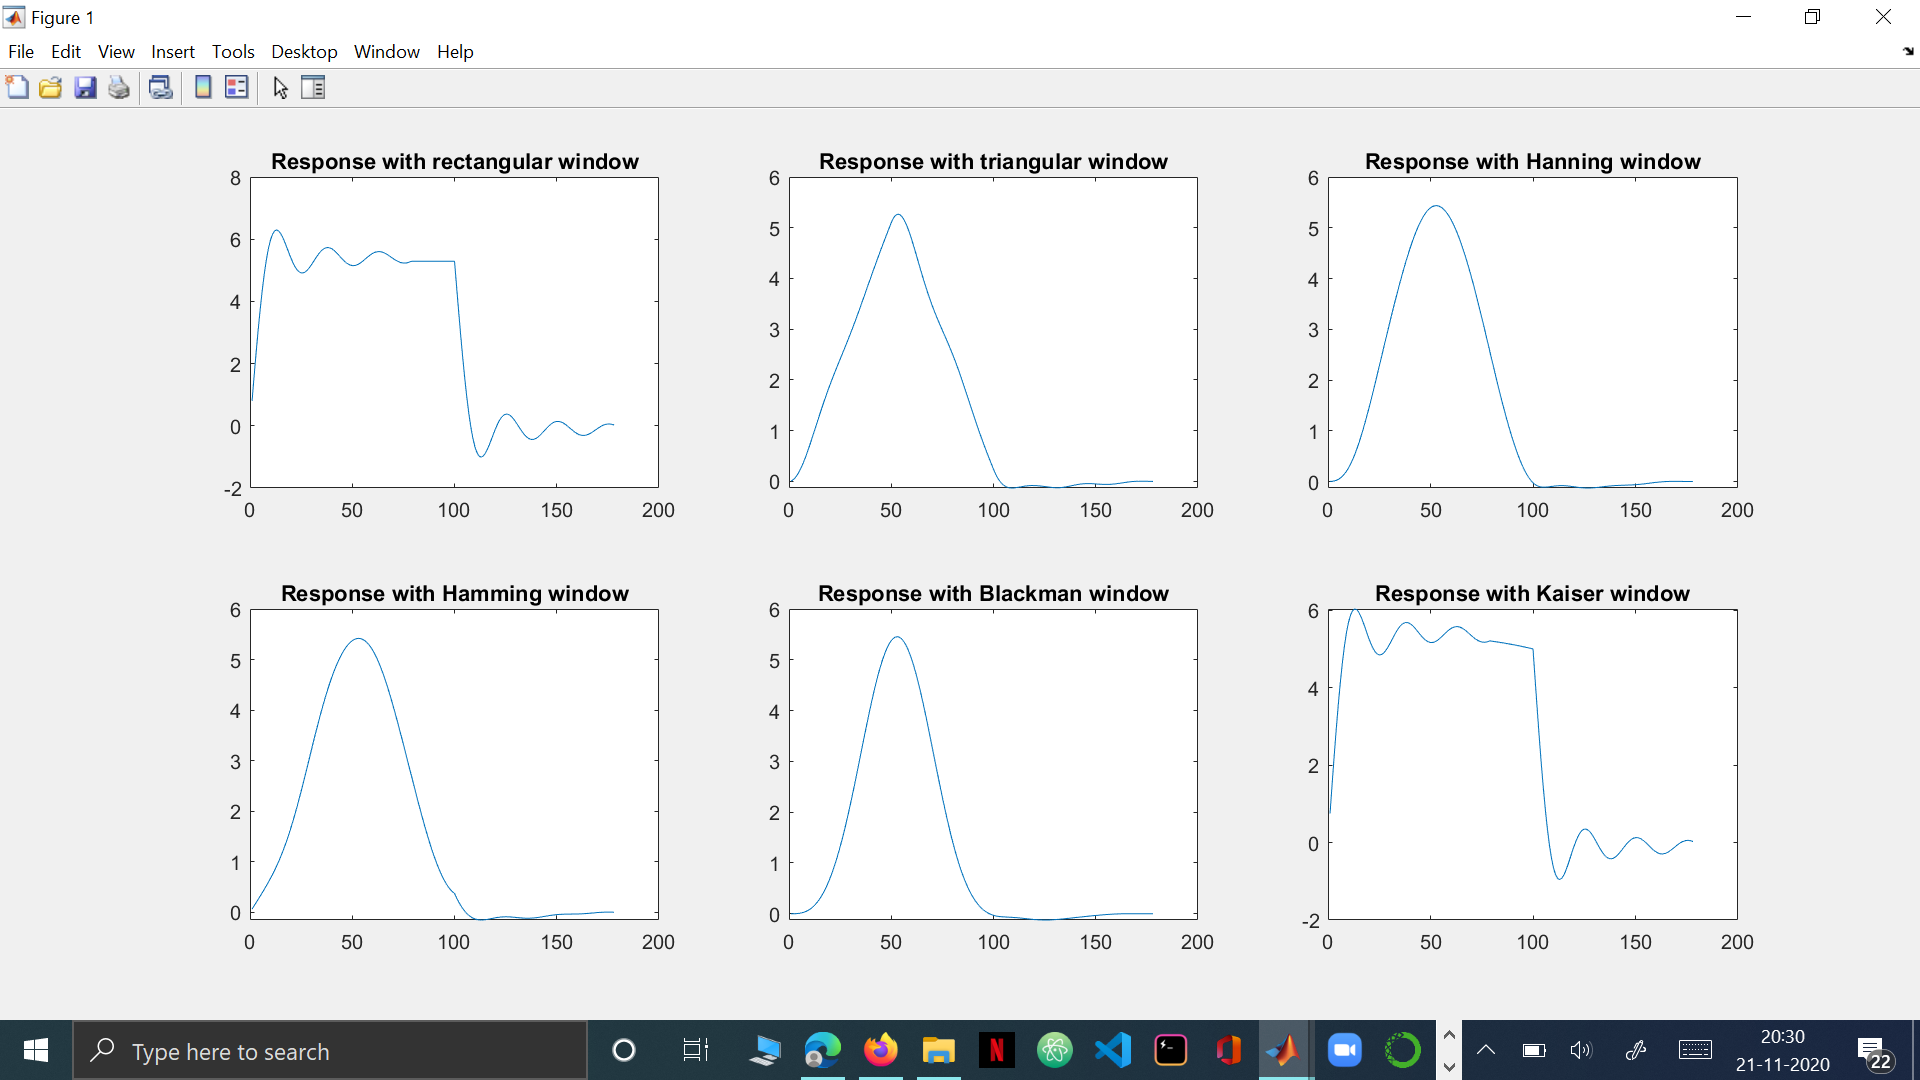 Figure 1
File Edit View Insert Tools Desktop Window Help
Response with rectangular window
8
6
4
2
0
-2
0 50 100 150 200
Response with triangular window
6
5
4
3
2
1
0
0 50 100 150 200
Response with Hanning window
6
5
4
3
2
1
0
0 50 100 150 200
Response with Hamming window
6
5
4
3
2
1
0
0 50 100 150 200
Response with Blackman window
6
5
4
3
2
1
0
0 50 100 150 200
Response with Kaiser window
6
4
2
0
-2
0 50 100 150 200
Type here to search
N
20:30
21-11-2020
22